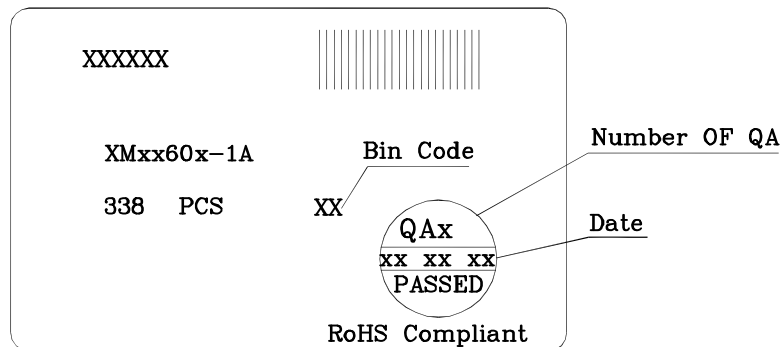 XXXXXX
XMxx60x-1A
Bin Code
Number OF QA
338 PCS
XX
QAx
Date
xx xx xx
PASSED
RoHS Compliant